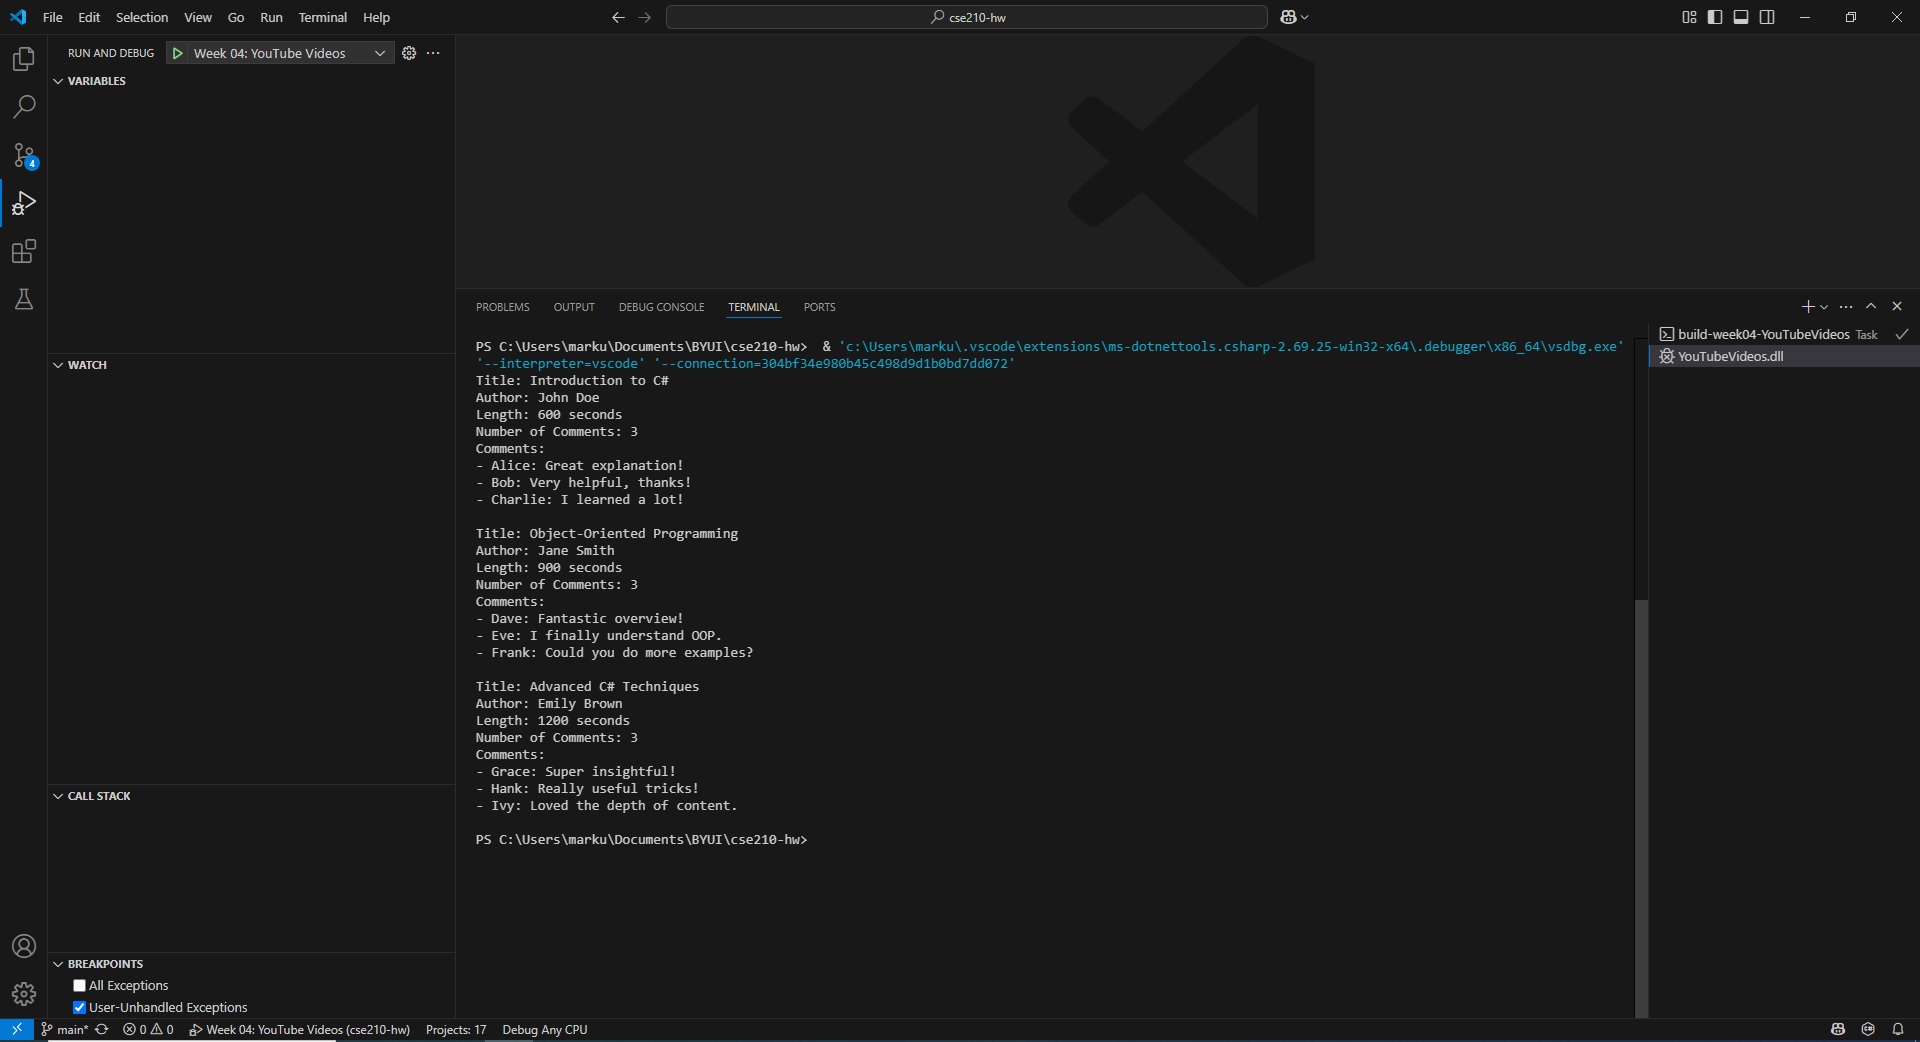 File Edit Selection View Go Run Terminal Help
cse210-hw
RUN AND DEBUG Week 04: YouTube Videos
VARIABLES
WATCH
CALL STACK
BREAKPOINTS
All Exceptions
User-Unhandled Exceptions
4
PROBLEMS OUTPUT DEBUG CONSOLE TERMINAL PORTS
PS C:\Users\marku\Documents\BYUI\cse210-hw>  & 'c:\Users\marku\.vscode\extensions\ms-dotnettools.csharp-2.69.25-win32-x64\.debugger\x86_64\vsdbg.exe'
'--interpreter=vscode' '--connection=304bf34e980b45c498d9d1b0bd7dd072'
Title: Introduction to C#
Author: John Doe
Length: 600 seconds
Number of Comments: 3
Comments:
- Alice: Great explanation!
- Bob: Very helpful, thanks!
- Charlie: I learned a lot!
Title: Object-Oriented Programming
Author: Jane Smith
Length: 900 seconds
Number of Comments: 3
Comments:
- Dave: Fantastic overview!
- Eve: I finally understand OOP.
- Frank: Could you do more examples?
Title: Advanced C# Techniques
Author: Emily Brown
Length: 1200 seconds
Number of Comments: 3
Comments:
- Grace: Super insightful!
- Hank: Really useful tricks!
- Ivy: Loved the depth of content.
PS C:\Users\marku\Documents\BYUI\cse210-hw>
build-week04-YouTubeVideos Task
YouTubeVideos.dll
main* 0 0 Week 04: YouTube Videos (cse210-hw) Projects: 17 Debug Any CPU